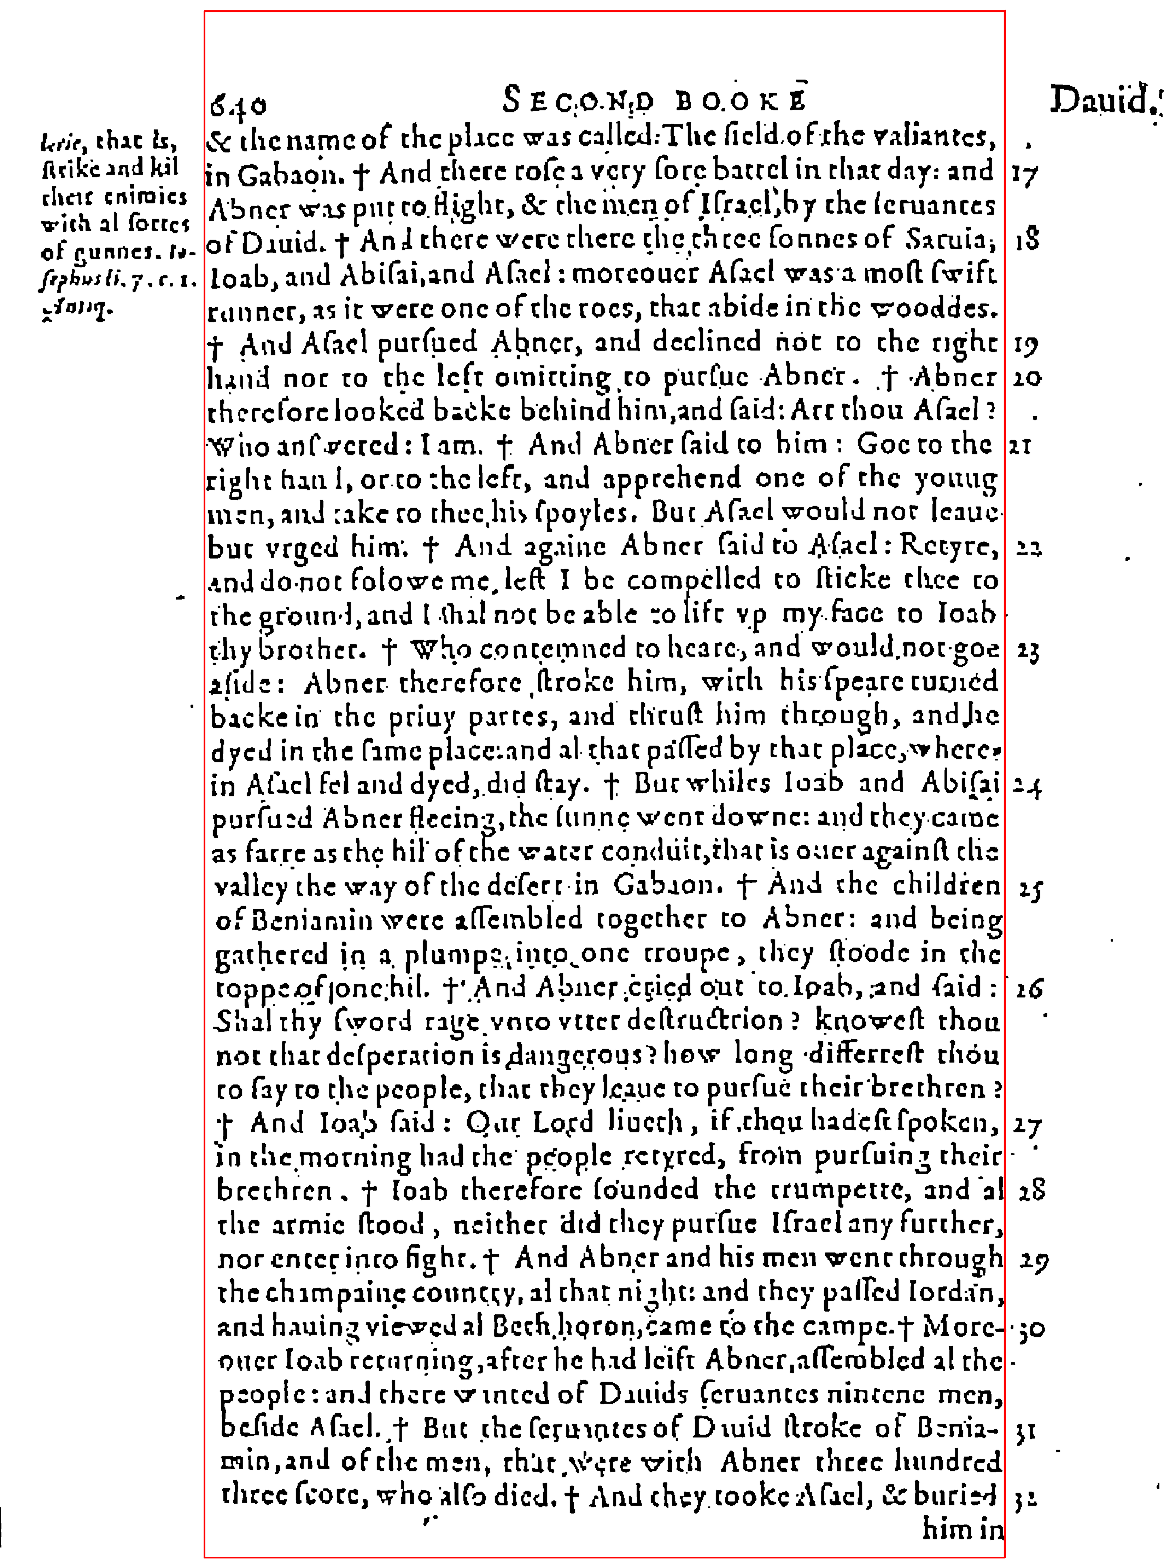 640 SECOND BOOKE Dauid.
lerie, that is,
strike and kil
their enimies
with al sortes
of gunnes. Io-
sephus li. 7. c. 1.
Antiq.
& the name of the place was called: The field of the valiantes,
in Gabaon. † And there rose a very sore battel in that day: and 17
Abner was put to flight, & the men of Israel, by the seruantes
of Dauid. † And there were there the three sonnes of Saruia, 18
Ioab, and Abisai, and Asael: moreouer Asael was a most swift
runner, as it were one of the roes, that abide in the wooddes.
† And Asael pursued Abner, and declined not to the right 19
hand nor to the left omitting to pursue Abner. † Abner 20
therefore looked backe behind him, and said: Art thou Asael?
Who answered: I am. † And Abner said to him: Goe to the 21
right hand, or to the left, and apprehend one of the young
men, and take to thee his spoyles. But Asael would not leaue
but vrged him. † And againe Abner said to Asael: Retyre, 22
and do not folowe me, lest I be compelled to sticke thee to
the ground, and I shal not be able to lift vp my face to Ioab
thy brother. † Who contemned to heare, and would not goe 23
aside: Abner therefore stroke him, with his speare turned
backe in the priuy partes, and thrust him through, and he
dyed in the same place: and al that passed by that place, where-
in Asael fel and dyed, did stay. † But whiles Ioab and Abisai 24
pursued Abner fleeing, the sunne went downe: and they came
as farre as the hil of the water conduit, that is ouer against the
valley the way of the desert in Gabaon. † And the children 25
of Beniamin were assembled together to Abner: and being
gathered in a plumpe into one troupe, they stoode in the
toppe of one hil. † And Abner cried out to Ioab, and said: 26
Shal thy sword rage vnto vtter destruction? knowest thou
not that desperation is dangerous? how long differrest thou
to say to the people, that they leaue to pursue their brethren?
† And Ioab said: Our Lord liueth, if thou hadest spoken, 27
in the morning had the people retyred, from pursuing their
brethren. † Ioab therefore sounded the trumpette, and al 28
the armie stood, neither did they pursue Israel any further,
nor enter into fight. † And Abner and his men went through 29
the champaine country, al that night: and they passed Iordan,
and hauing viewed al Beth horon, came to the campe. † More- 30
ouer Ioab returning, after he had leift Abner, assembled al the
people: and there wanted of Dauids seruantes nintene men,
beside Asael. † But the seruantes of Dauid stroke of Benia- 31
min, and of the men, that were with Abner three hundred
three score, who also died. † And they tooke Asael, & buried 32
him in